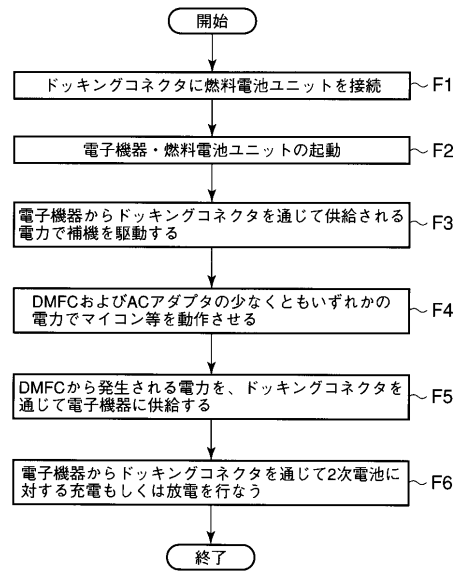 開始
ドッキングコネクタに燃料電池ユニットを接続
F1
電子機器・燃料電池ユニットの起動
F2
電子機器からドッキングコネクタを通じて供給される
電力で補機を駆動する
F3
DMFCおよびACアダプタの少なくともいずれかの
電力でマイコン等を動作させる
F4
DMFCから発生される電力を、ドッキングコネクタを
通じて電子機器に供給する
F5
電子機器からドッキングコネクタを通じて2次電池に
対する充電もしくは放電を行なう
F6
終了